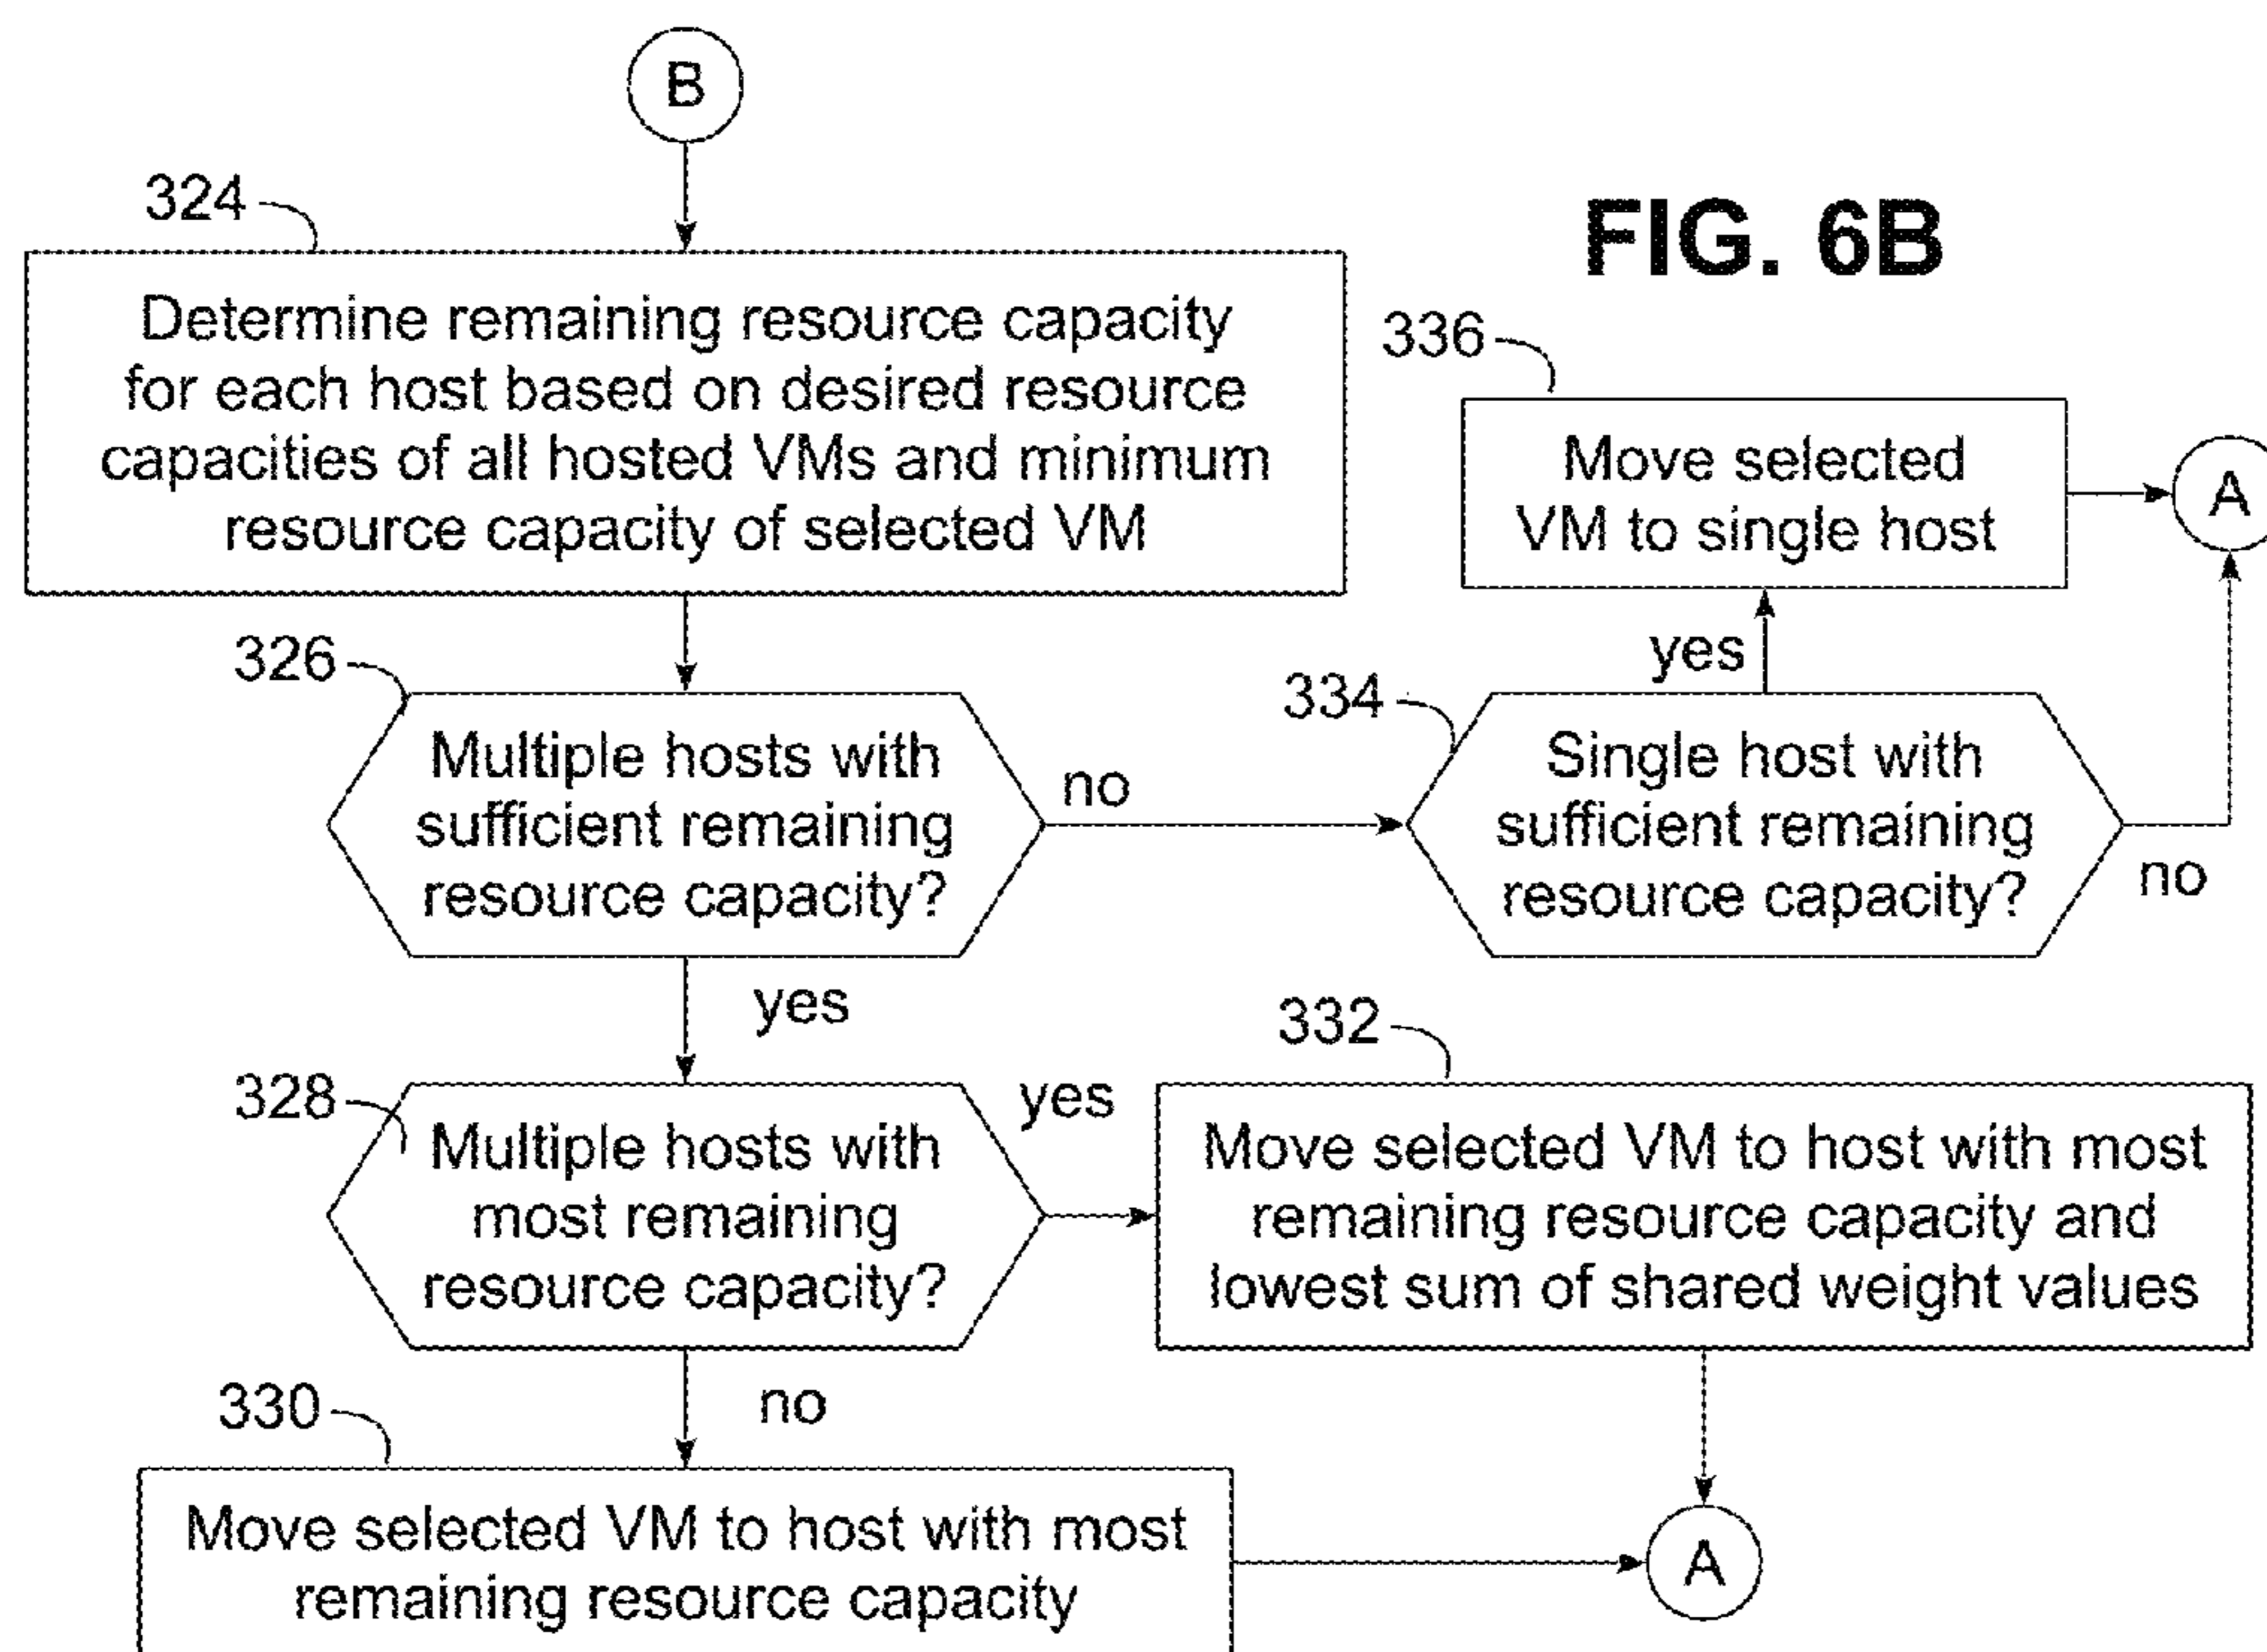 B
324
FIG. 6B
Determine remaining resource capacity
for each host based on desired resource
capacities of all hosted VMs and minimum
resource capacity of selected VM
336
Move selected
VM to single host
A
326
Multiple hosts with
sufficient remaining
resource capacity?
no
yes
334
Single host with
sufficient remaining
resource capacity?
no
yes
328
Multiple hosts with
most remaining
resource capacity?
yes
332
Move selected VM to host with most
remaining resource capacity and
lowest sum of shared weight values
no
330
Move selected VM to host with most
remaining resource capacity
A